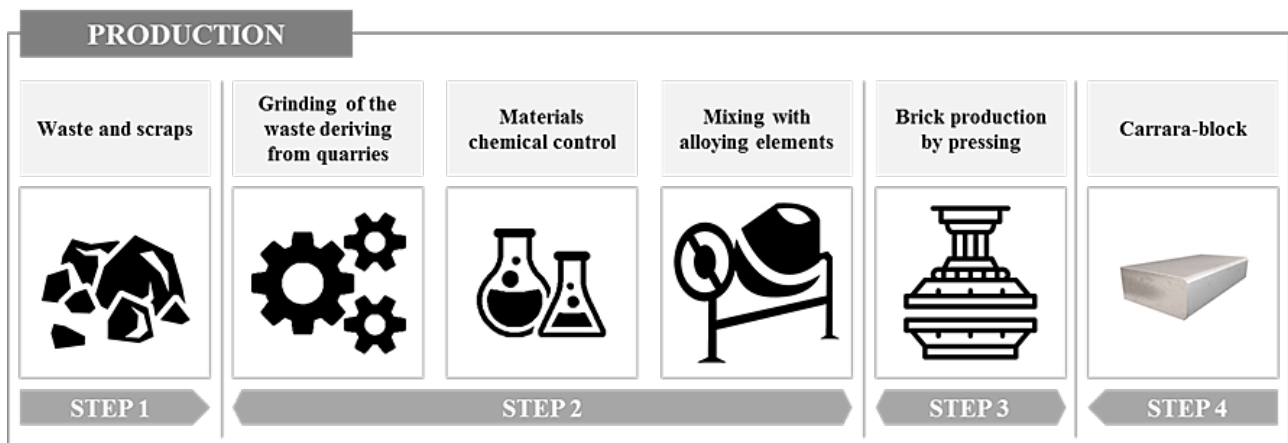 PRODUCTION
Waste and scraps
Grinding of the
waste deriving
from quarries
Materials
chemical control
Mixing with
alloying elements
Brick production
by pressing
Carrara-block
STEP 1
STEP 2
STEP 3
STEP 4